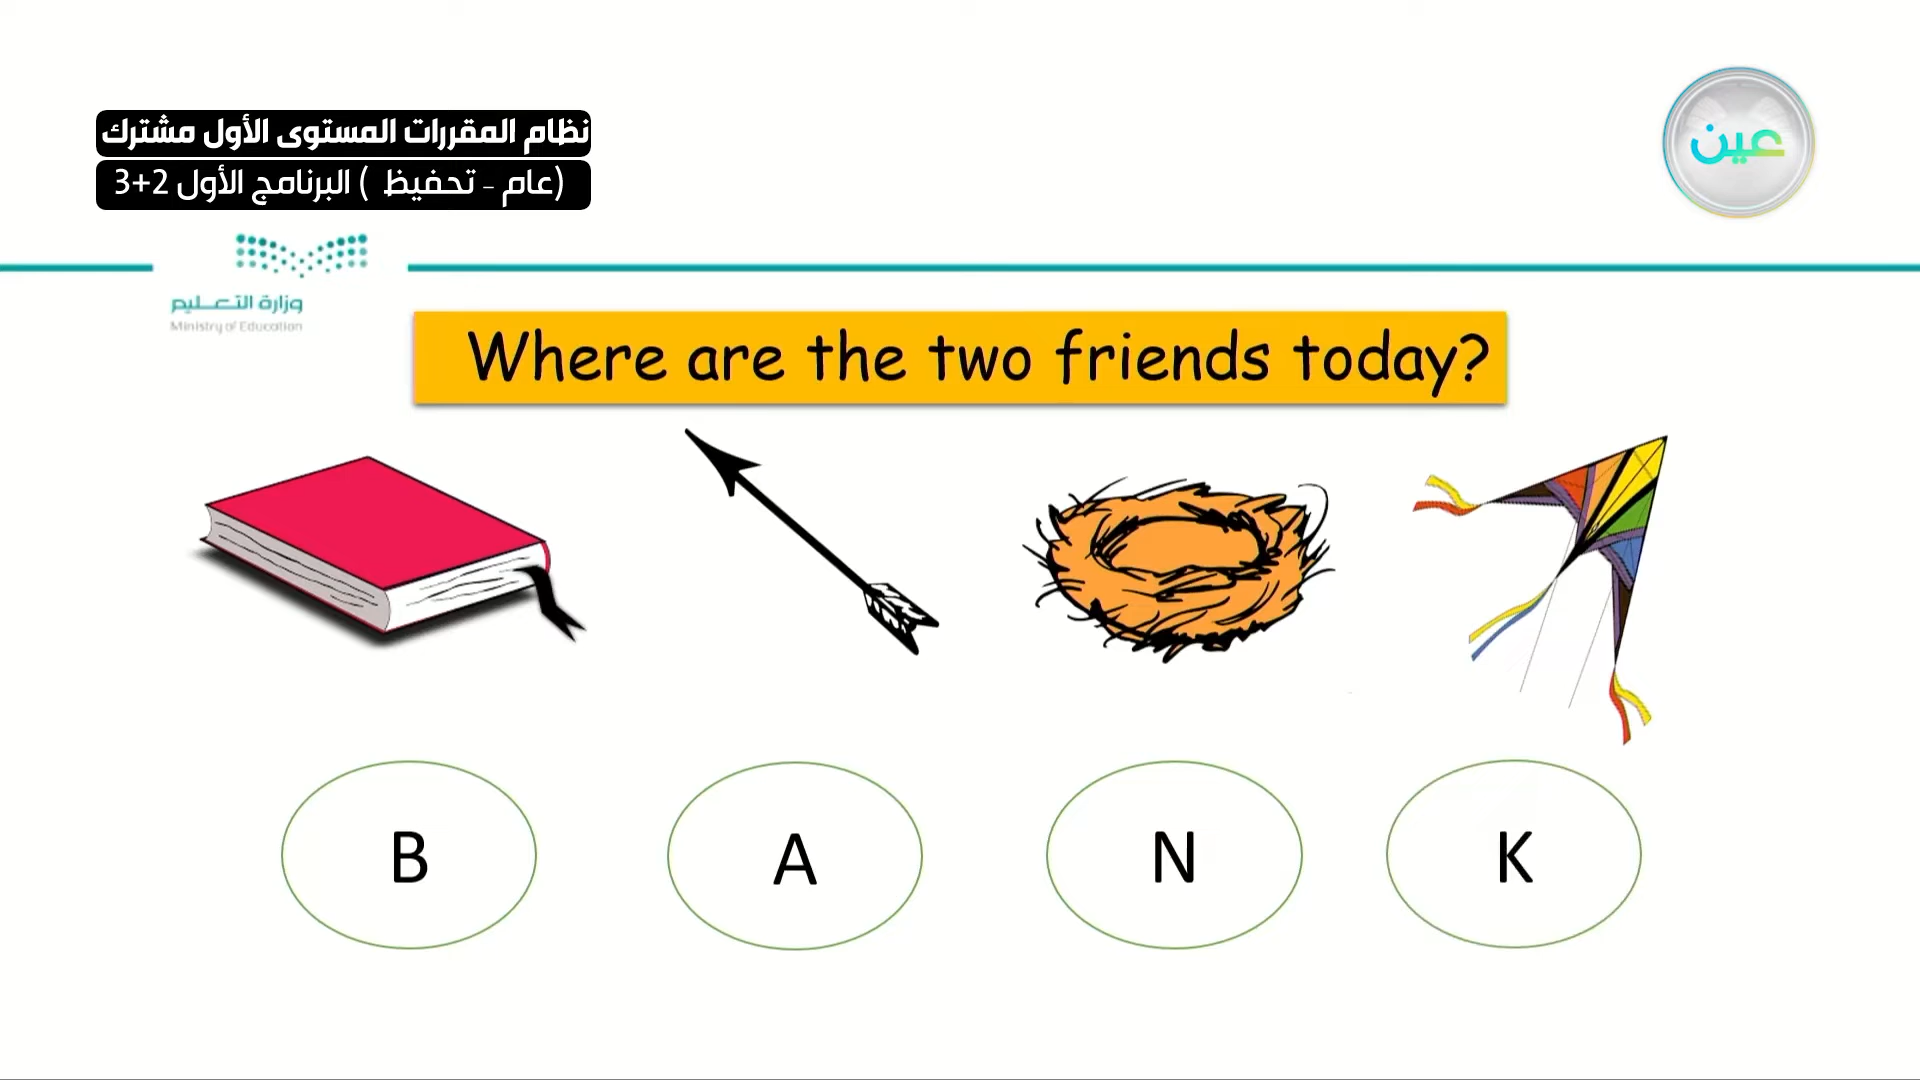 نظام المقررات المستوى الأول مشترك
(عام - تحفيظ ) البرنامج الأول 2+3
عين
وزارة التعليم
Ministry of Education
Where are the two friends today?
B
A
N
K